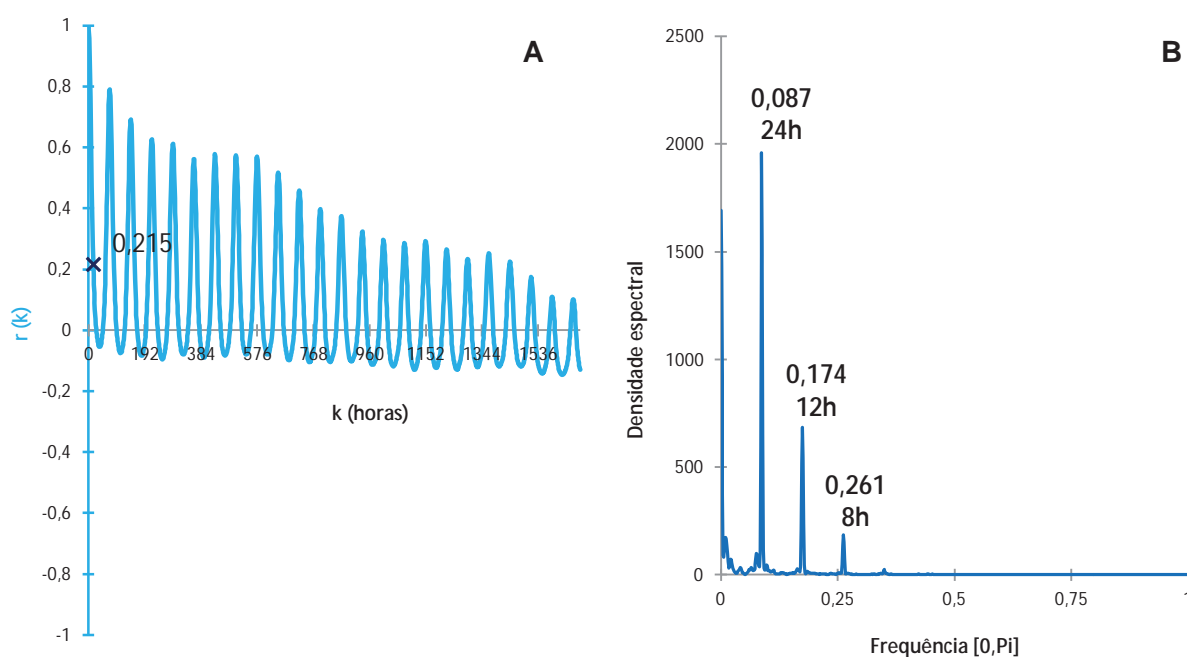 A
1
0,8
0,6
0,4
0,2
0
-0,2
-0,4
-0,6
-0,8
-1
r (k)
0,215
0 192 384 576 768 960 1152 1344 1536
k (horas)
B
2500
2000
1500
1000
500
0
Densidade espectral
0,087
24h
0,174
12h
0,261
8h
0 0,25 0,5 0,75 1
Frequência [0,Pi]